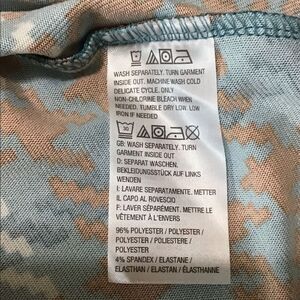 WASH SEPARATELY. TURN GARMENT
INSIDE OUT. MACHINE WASH COLD
DELICATE CYCLE. ONLY
NON-CHLORINE BLEACH WHEN
NEEDED. TUMBLE DRY LOW. LOW
IRON IF NEEDED
30
GB: WASH SEPARATELY. TURN
GARMENT INSIDE OUT
D: SEPARAT WASCHEN.
BEKLEIDUNGSSTÜCK AUF LINKS
WENDEN
I: LAVARE SEPARATAMENTE. METTER
IL CAPO AL ROVESCIO
F: LAVER SÉPARÉMENT. METTRE LE
VÊTEMENT À L'ENVERS
96% POLYESTER / POLYESTER /
POLYESTER / POLIESTERE /
POLYESTER
4% SPANDEX / ELASTANE /
ELASTHAN / ELASTAN / ÉLASTHANNE